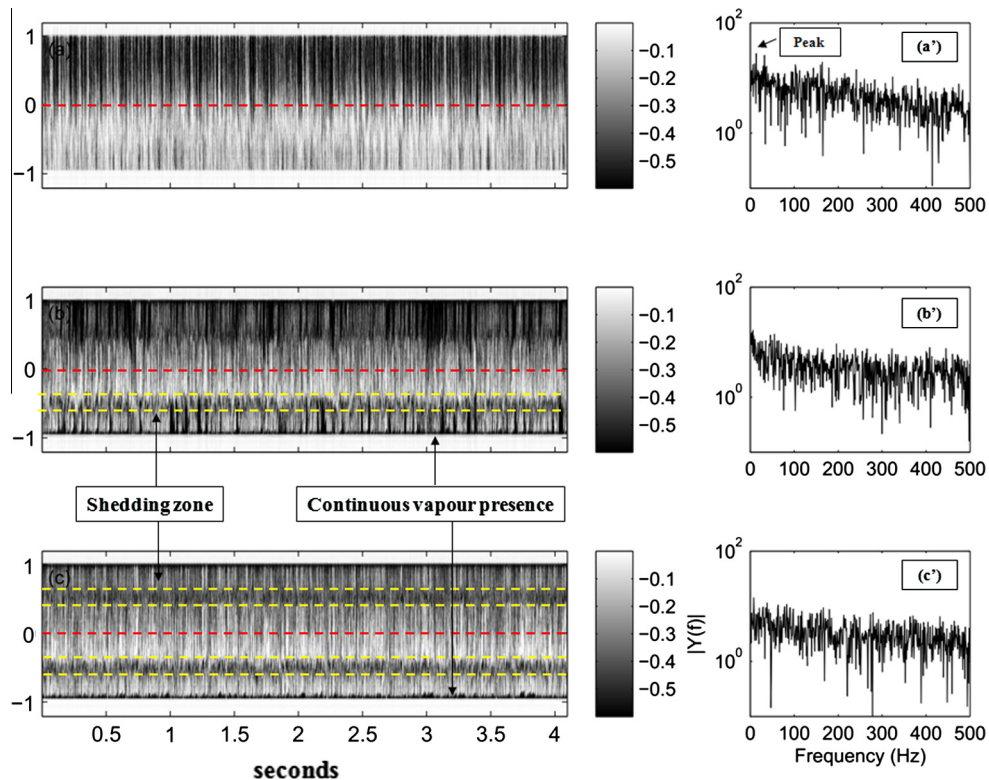 1
(a)
0
−1
−0.1
−0.2
−0.3
−0.4
−0.5
10²
10⁰
Peak
(a’)
0 100 200 300 400 500
1
(b)
0
−1
−0.1
−0.2
−0.3
−0.4
−0.5
10²
10⁰
(b’)
0 100 200 300 400 500
Shedding zone
Continuous vapour presence
1
(c)
0
−1
0.5 1 1.5 2 2.5 3 3.5 4
seconds
−0.1
−0.2
−0.3
−0.4
−0.5
|Y(f)|
10²
10⁰
(c’)
0 100 200 300 400 500
Frequency (Hz)